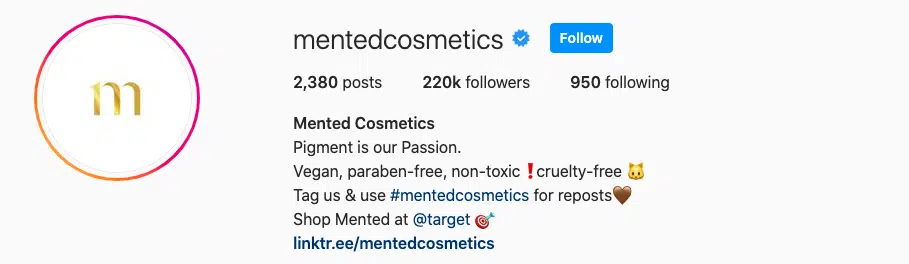 m
mentedcosmetics Follow
2,380 posts 220k followers 950 following
Mented Cosmetics
Pigment is our Passion.
Vegan, paraben-free, non-toxic ❗cruelty-free 🐱
Tag us & use #mentedcosmetics for reposts🤎
Shop Mented at @target 🎯
linktr.ee/mentedcosmetics